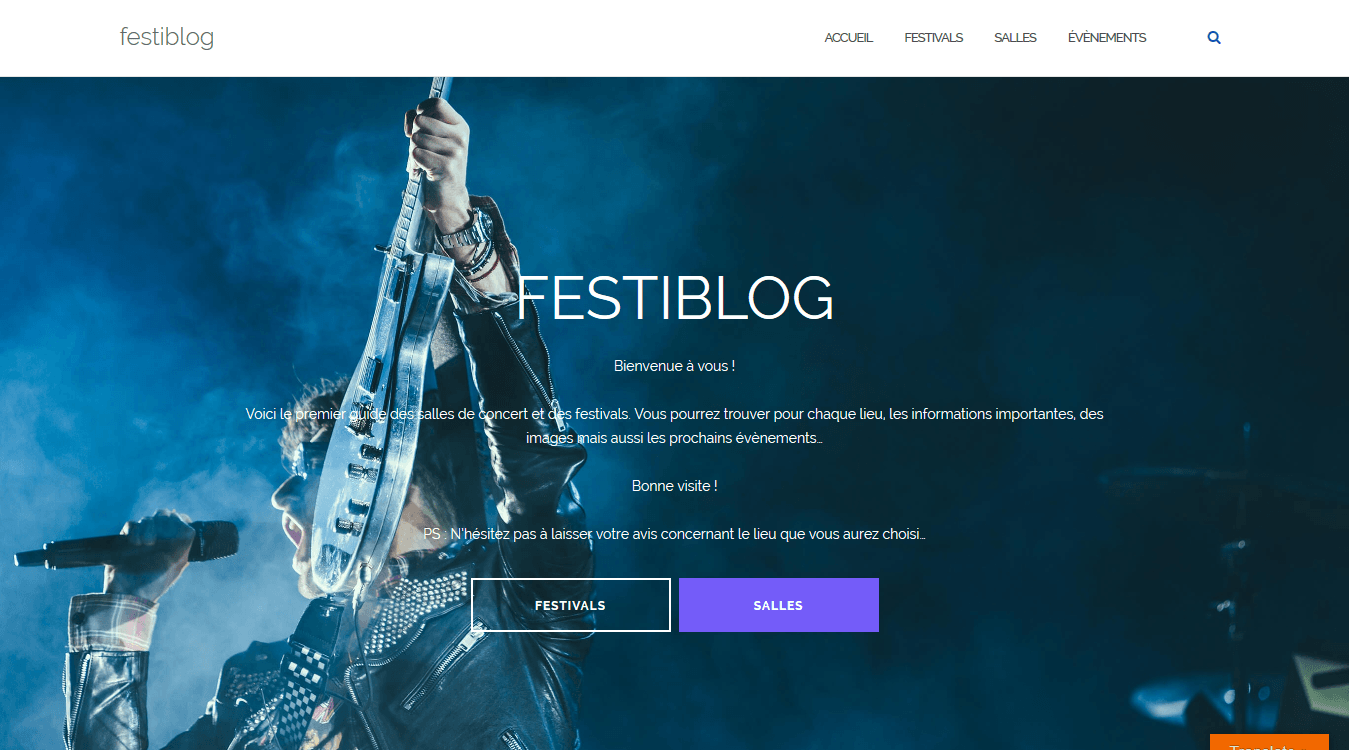 festiblog
ACCUEIL FESTIVALS SALLES ÉVÈNEMENTS
FESTIBLOG
Bienvenue à vous !
Voici le premier guide des salles de concert et des festivals. Vous pourrez trouver pour chaque lieu, les informations importantes, des
images mais aussi les prochains évènements…
Bonne visite !
PS : N'hésitez pas à laisser votre avis concernant le lieu que vous aurez choisi…
FESTIVALS SALLES
Translate